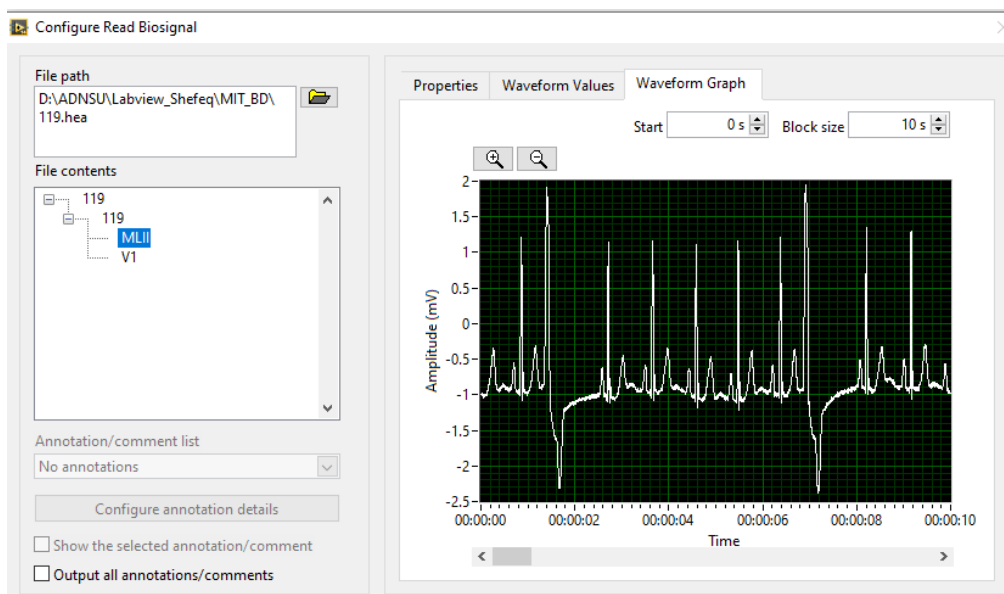 Configure Read Biosignal
File path
D:\ADNSU\Labview_Shefeq\MIT_BD\
119.hea
File contents
119
119
MLII
V1
Annotation/comment list
No annotations
Configure annotation details
Show the selected annotation/comment
Output all annotations/comments
Properties Waveform Values Waveform Graph
Start 0 s Block size 10 s
2
1.5
1
0.5
0
-0.5
-1
-1.5
-2
-2.5
Amplitude (mV)
00:00:00 00:00:02 00:00:04 00:00:06 00:00:08 00:00:10
Time